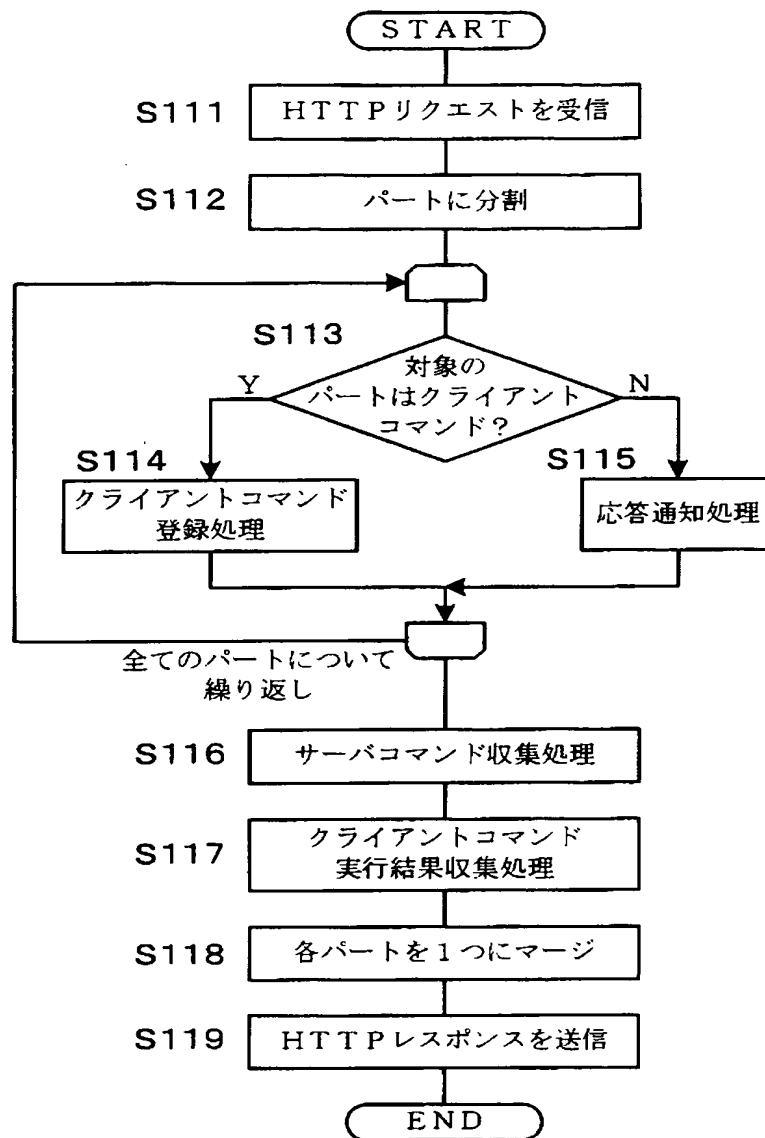 START
S111
HTTPリクエストを受信
S112
パートに分割
S113
対象の
パートはクライアント
コマンド?
Y
N
S114
クライアントコマンド
登録処理
S115
応答通知処理
全てのパートについて
繰り返し
S116
サーバコマンド収集処理
S117
クライアントコマンド
実行結果収集処理
S118
各パートを1つにマージ
S119
HTTPレスポンスを送信
END